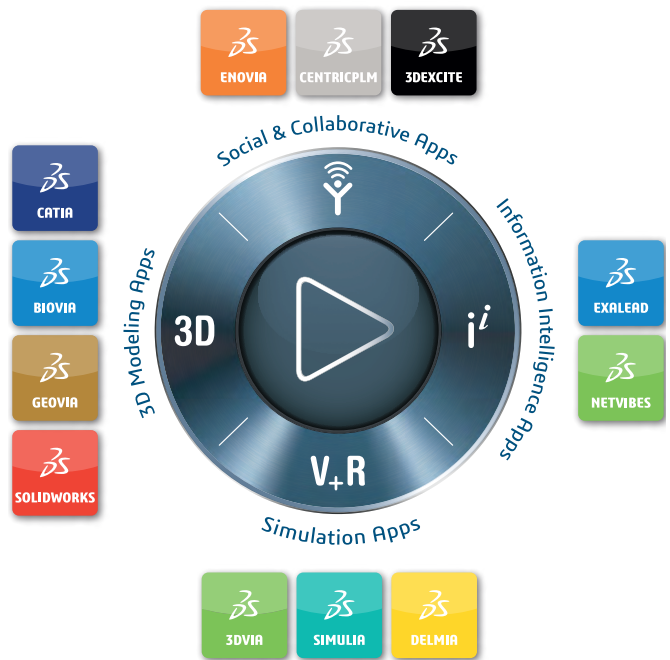 ENOVIA
CENTRICPLM
3DEXCITE
Social & Collaborative Apps
CATIA
BIOVIA
GEOVIA
SOLIDWORKS
3D Modeling Apps
3D
Information Intelligence Apps
iⁱ
EXALEAD
NETVIBES
V+R
Simulation Apps
3DVIA
SIMULIA
DELMIA